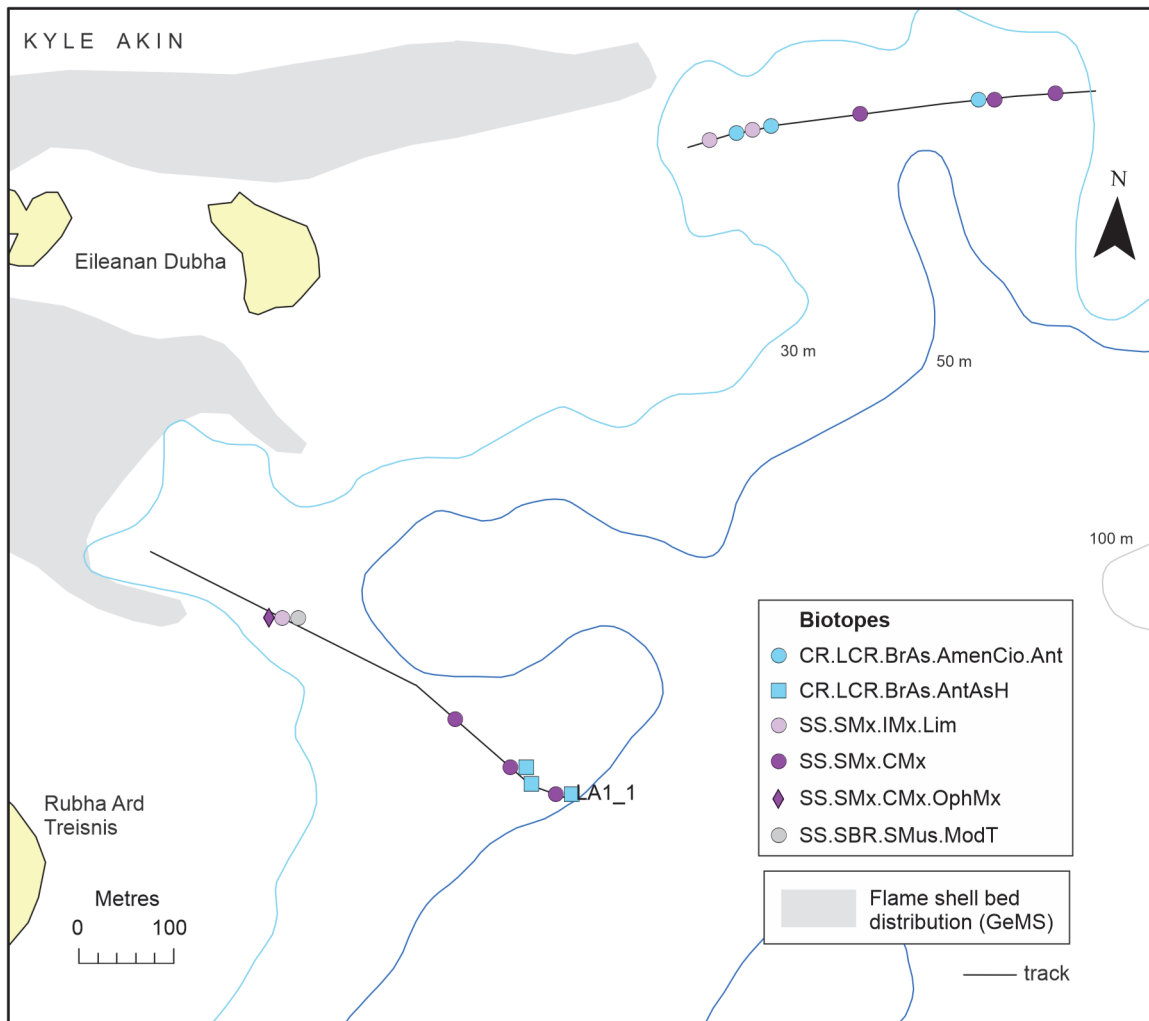 KYLE AKIN
N
Eileanan Dubha
30 m
50 m
100 m
LA1_1
Rubha Ard
Treisnis
Metres
0 100
Biotopes
CR.LCR.BrAs.AmenCio.Ant
CR.LCR.BrAs.AntAsH
SS.SMx.IMx.Lim
SS.SMx.CMx
SS.SMx.CMx.OphMx
SS.SBR.SMus.ModT
Flame shell bed
distribution (GeMS)
track